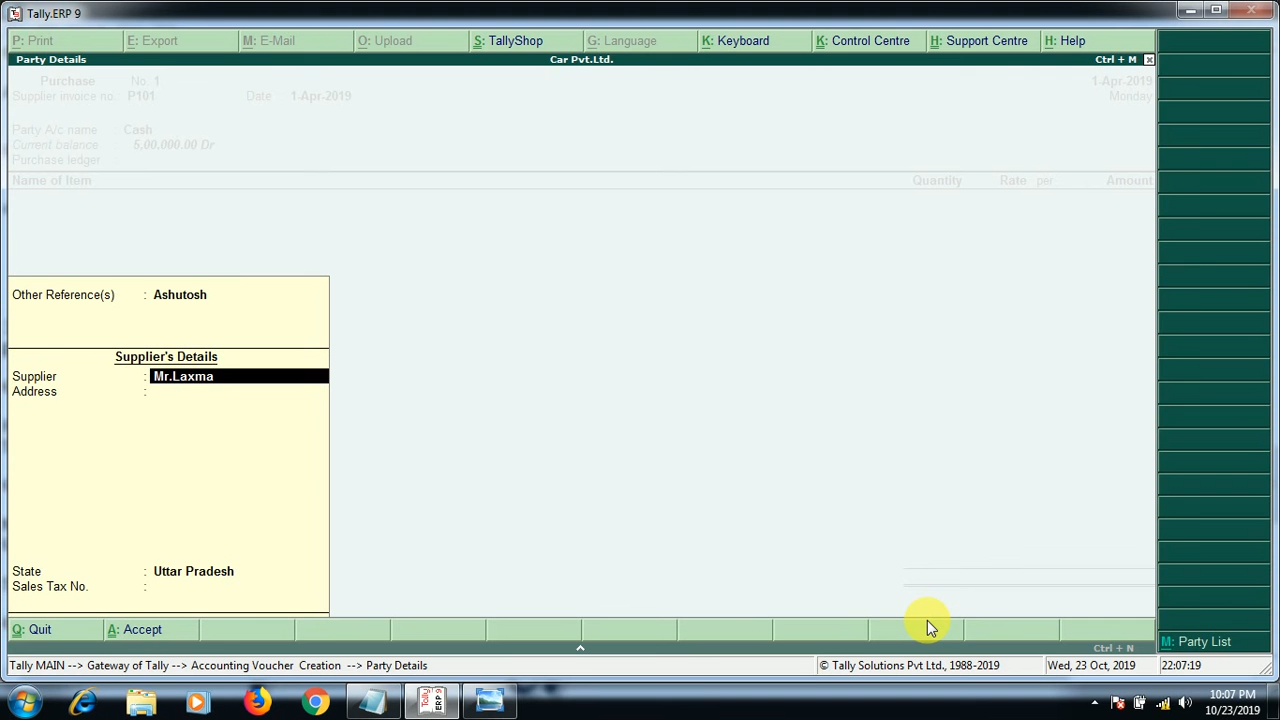 Tally.ERP 9
P: Print E: Export M: E-Mail O: Upload S: TallyShop G: Language K: Keyboard K: Control Centre H: Support Centre H: Help
Party Details Car Pvt.Ltd. Ctrl + M
Purchase No. 1 1-Apr-2019
Supplier invoice no.: P101 Date 1-Apr-2019 Monday
Party A/c name Cash
Current balance 5,00,000.00 Dr
Purchase ledger
Name of Item Quantity Rate per Amount
Other Reference(s) : Ashutosh
Supplier's Details
Supplier : Mr.Laxma
Address :
State : Uttar Pradesh
Sales Tax No. :
Q: Quit A: Accept
M: Party List
Ctrl + N
Tally MAIN --> Gateway of Tally --> Accounting Voucher Creation --> Party Details © Tally Solutions Pvt Ltd., 1988-2019 Wed, 23 Oct, 2019 22:07:19
Tally ERP 9
10:07 PM
10/23/2019